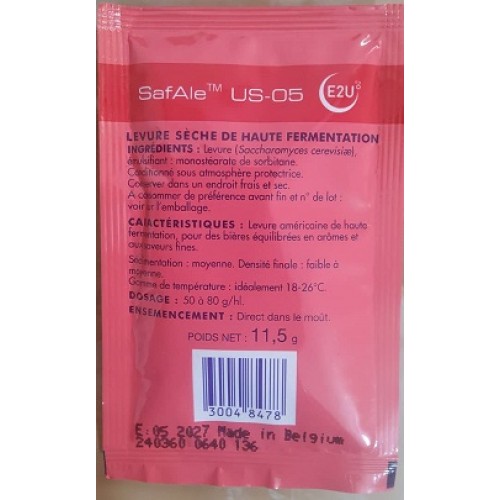 SafAle™ US-05 E2U®
LEVURE SÈCHE DE HAUTE FERMENTATION
INGRÉDIENTS : Levure (Saccharomyces cerevisiæ),
émulsifiant : monostéarate de sorbitane.
Conditionné sous atmosphère protectrice.
Conserver dans un endroit frais et sec.
A consommer de préférence avant fin et n° de lot :
voir sur l'emballage.
CARACTÉRISTIQUES : Levure américaine de haute
fermentation, pour des bières équilibrées en arômes et
aux saveurs fines.
Sédimentation : moyenne. Densité finale : faible à
moyenne.
Gamme de température : idéalement 18-26°C.
DOSAGE : 50 à 80 g/hl.
ENSEMENCEMENT : Direct dans le moût.
POIDS NET : 11,5 g
3004 8478
E:05 2027 Made in Belgium
240360 0640 136